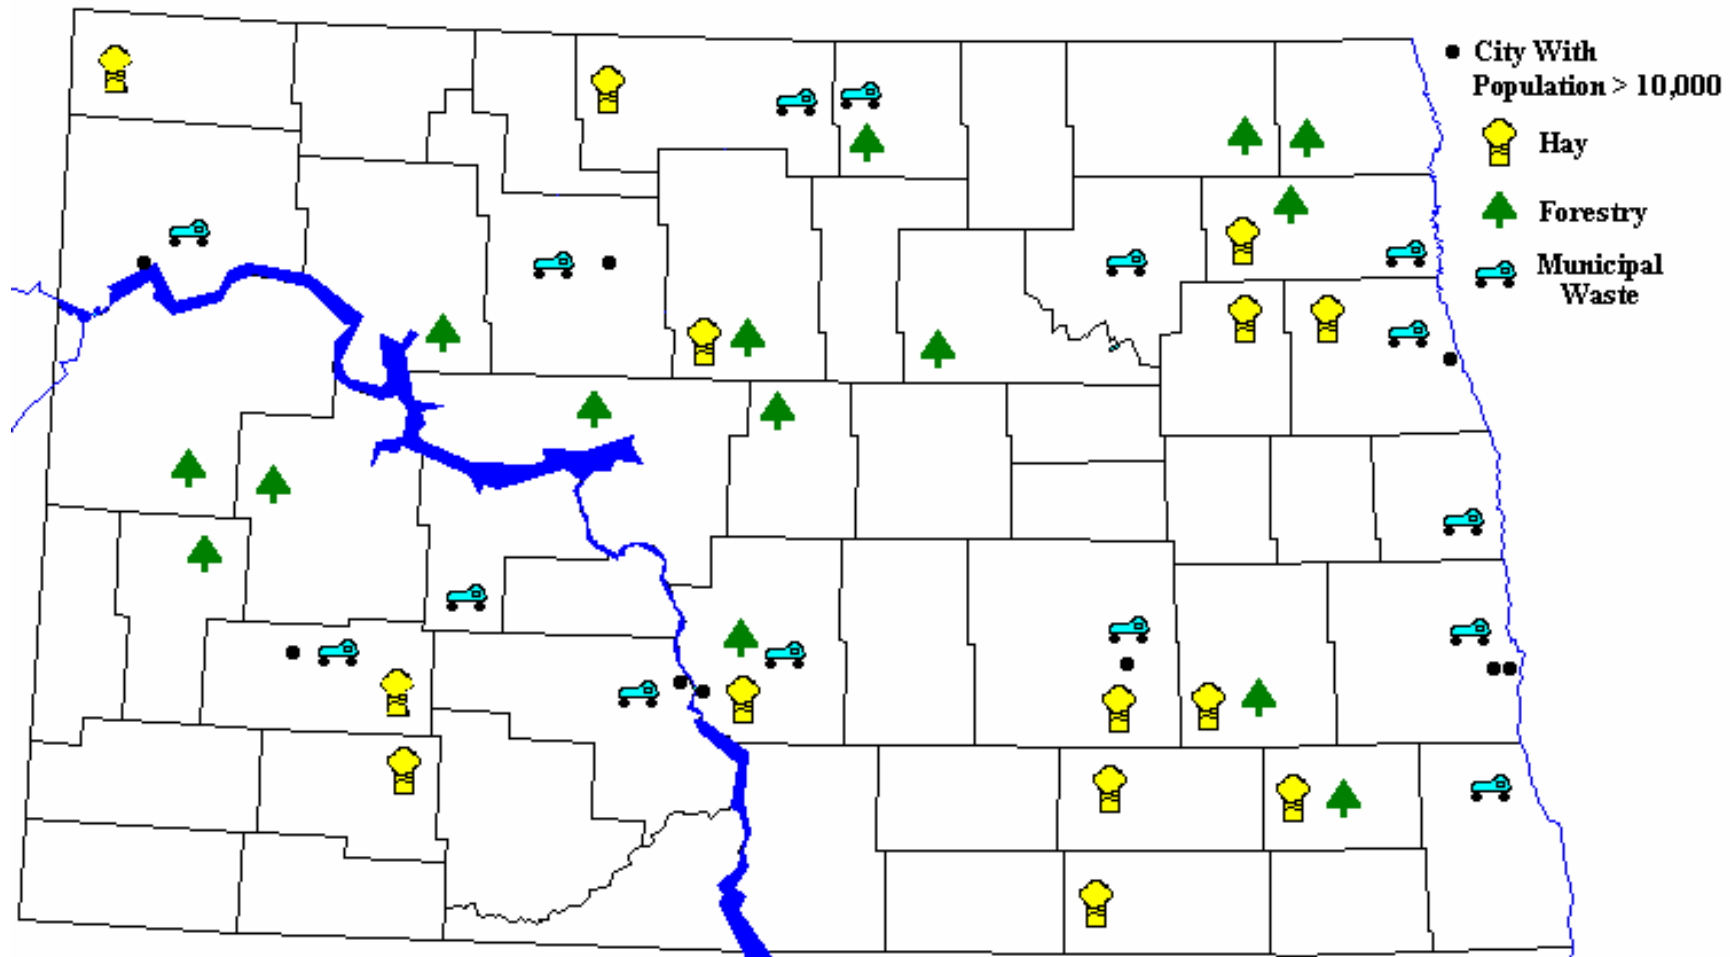 City With
Population > 10,000
Hay
Forestry
Municipal
Waste